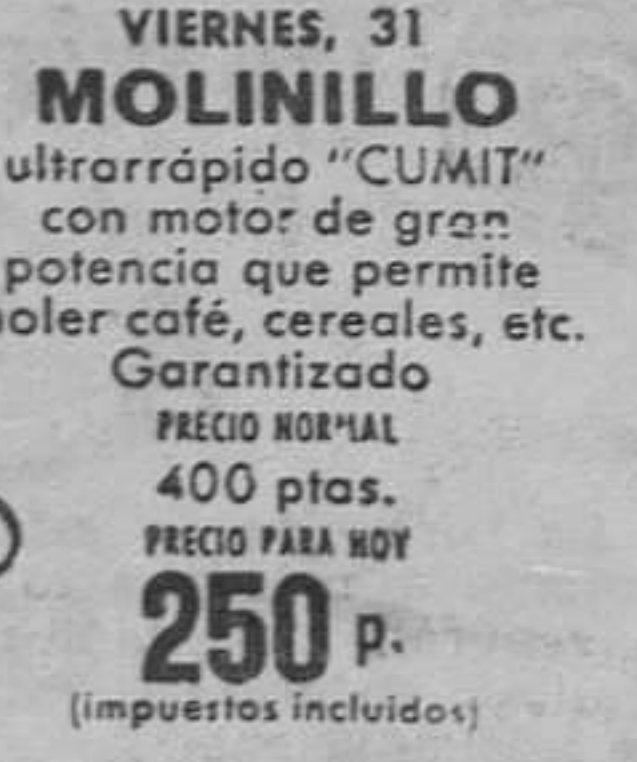 VIERNES, 31
MOLINILLO
ultrarrápido "CUMIT"
con motor de gran
potencia que permite
moler café, cereales, etc.
Garantizado
PRECIO NORMAL
400 ptas.
PRECIO PARA HOY
250 p.
(impuestos incluidos)